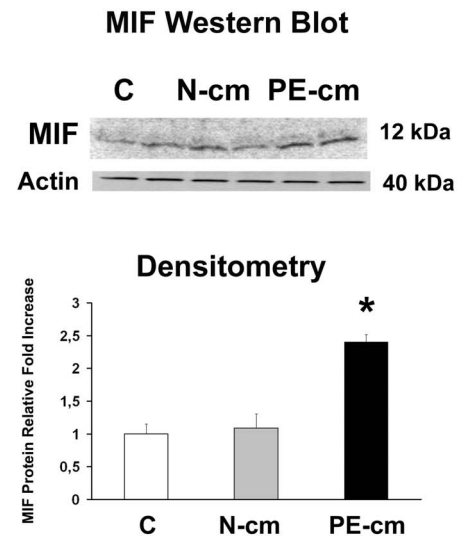 MIF Western Blot
C N-cm PE-cm
MIF 12 kDa
Actin 40 kDa
Densitometry
MIF Protein Relative Fold Increase
3
2,5
2
1,5
1
0,5
0
*
C N-cm PE-cm